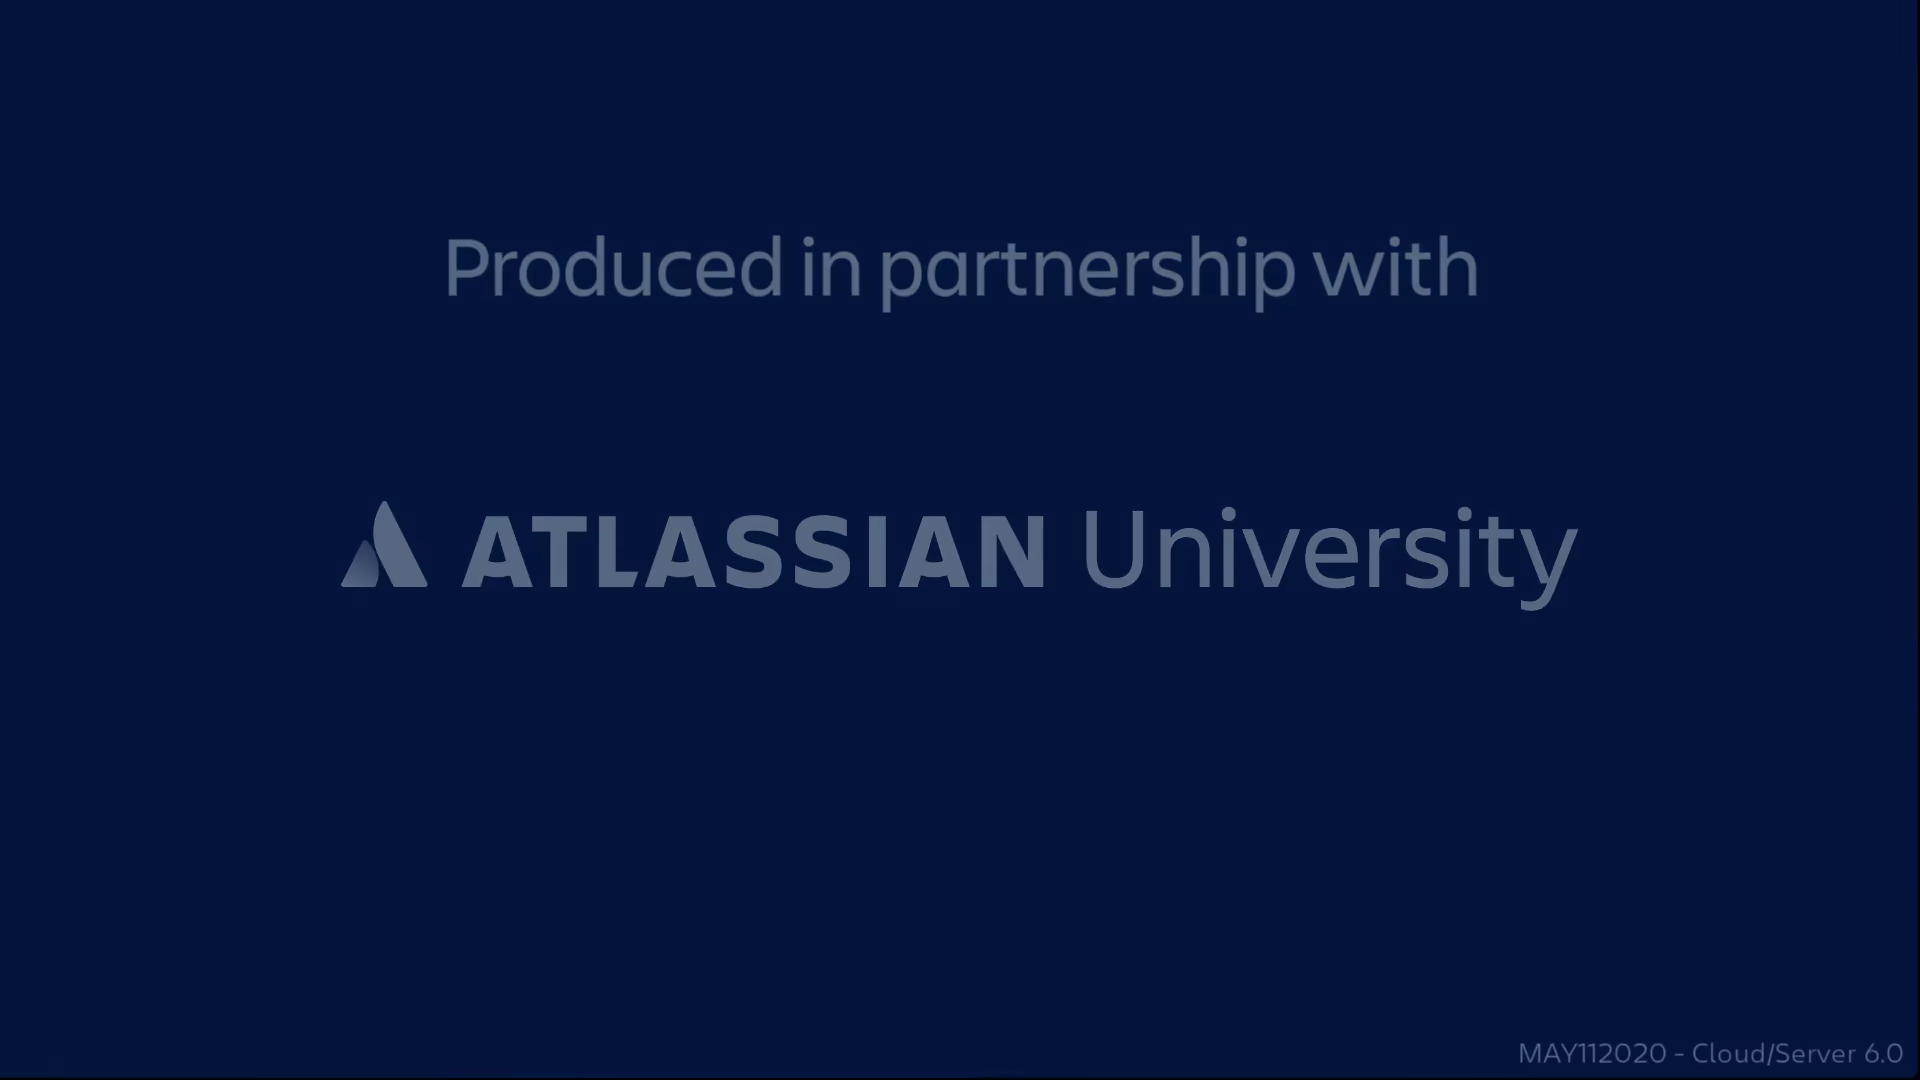 Produced in partnership with
ATLASSIAN University
MAY112020 - Cloud/Server 6.0